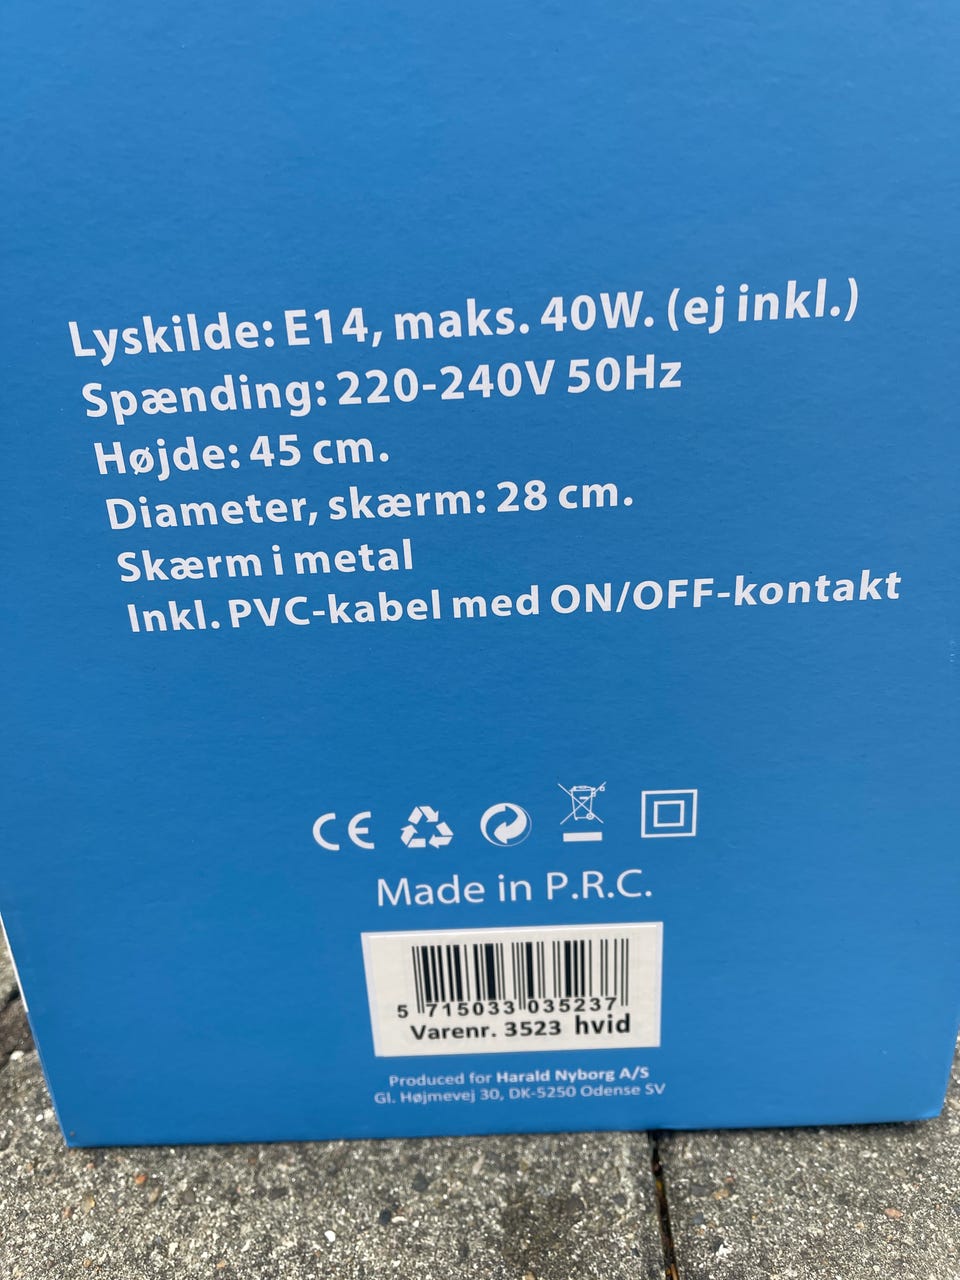 Lyskilde: E14, maks. 40W. (ej inkl.)
Spænding: 220-240V 50Hz
Højde: 45 cm.
Diameter, skærm: 28 cm.
Skærm i metal
Inkl. PVC-kabel med ON/OFF-kontakt
CE
Made in P.R.C.
5 715033 035237
Varenr. 3523 hvid
Produced for Harald Nyborg A/S
Gl. Højmevej 30, DK-5250 Odense SV